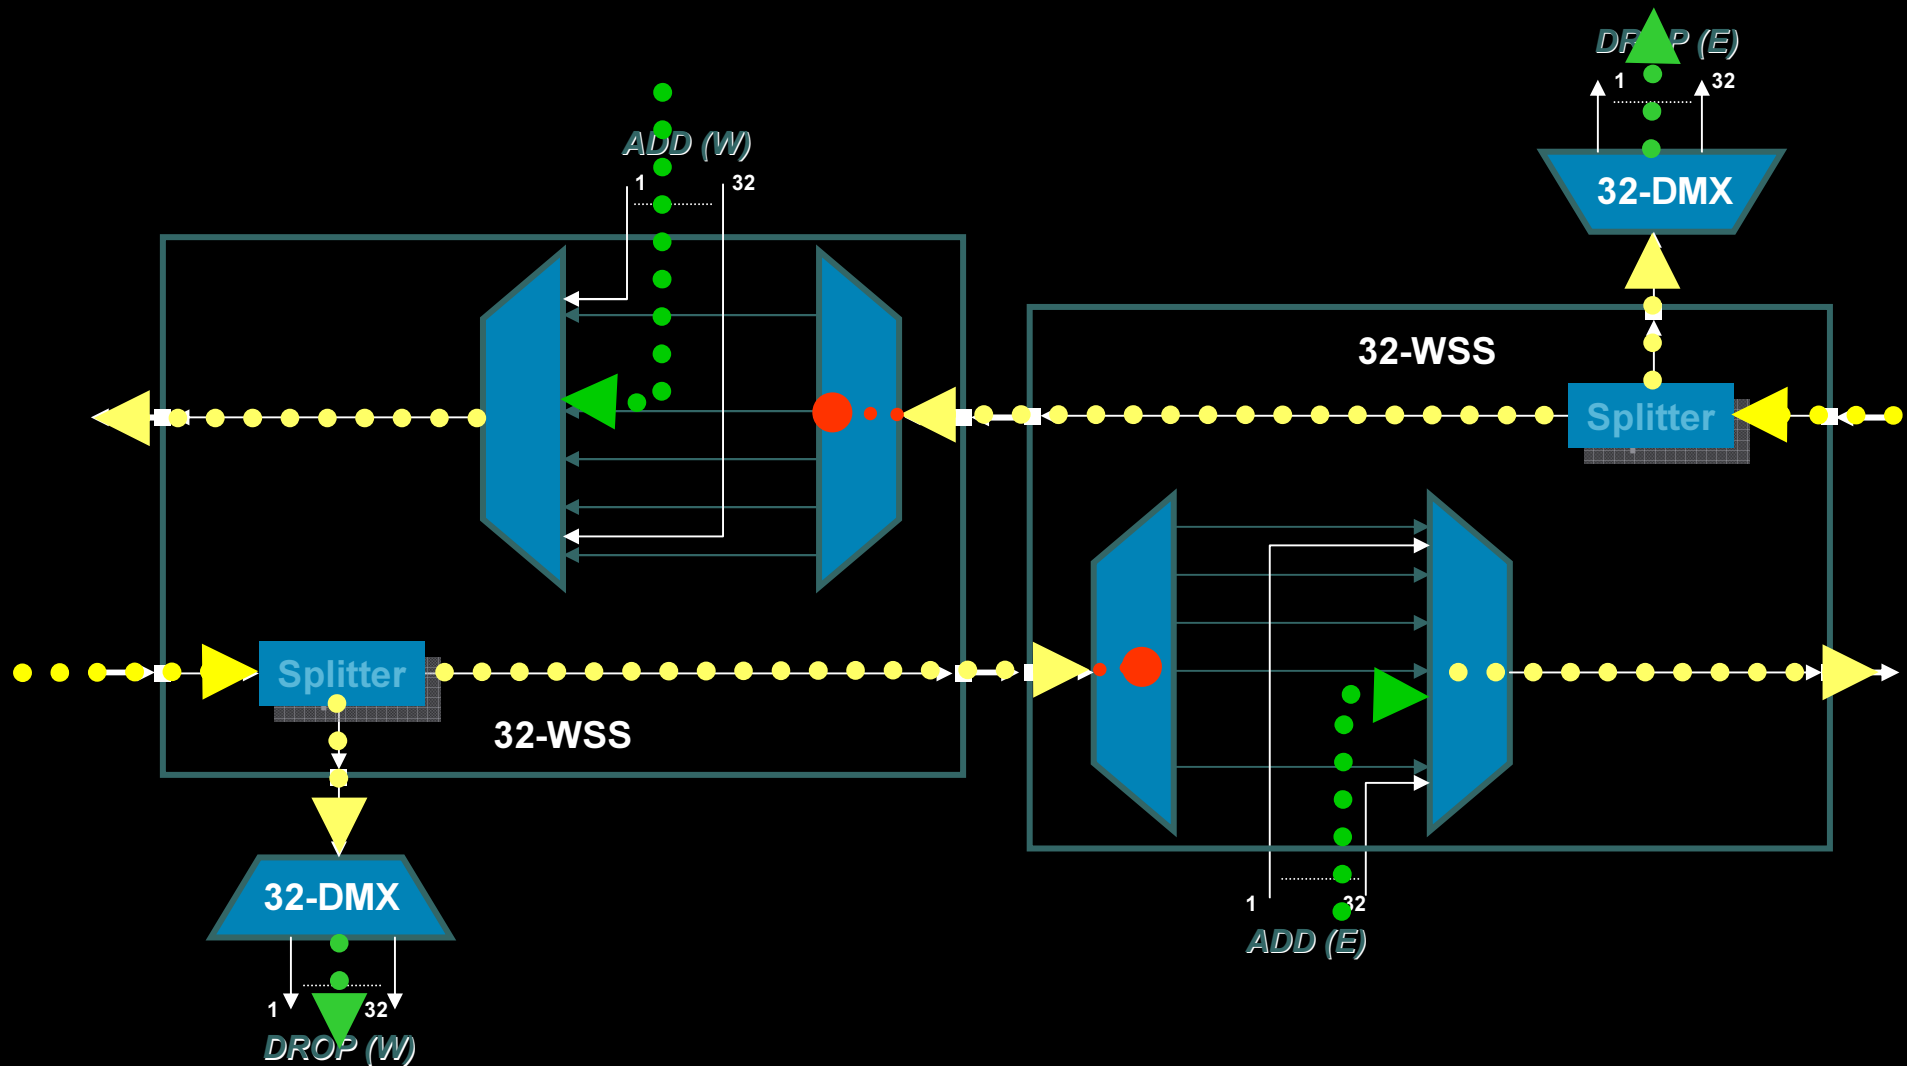 DROP (E)
1 32
32-DMX
ADD (W)
1 32
32-WSS
Splitter
Splitter
32-WSS
32-DMX
1 32
ADD (E)
1 32
DROP (W)